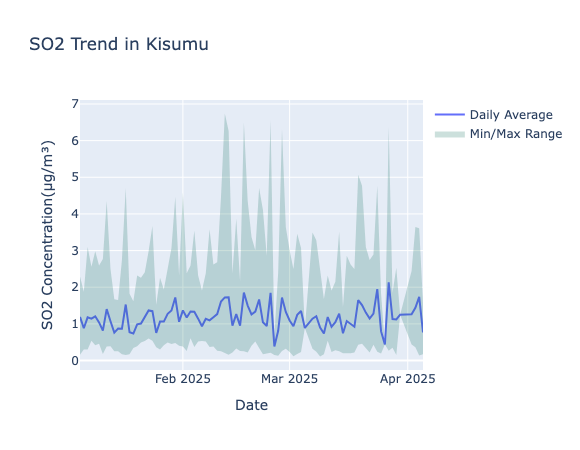 SO2 Trend in Kisumu
7
6
5
4
3
2
1
0
SO2 Concentration(µg/m³)
Feb 2025
Mar 2025
Apr 2025
Date
Daily Average
Min/Max Range